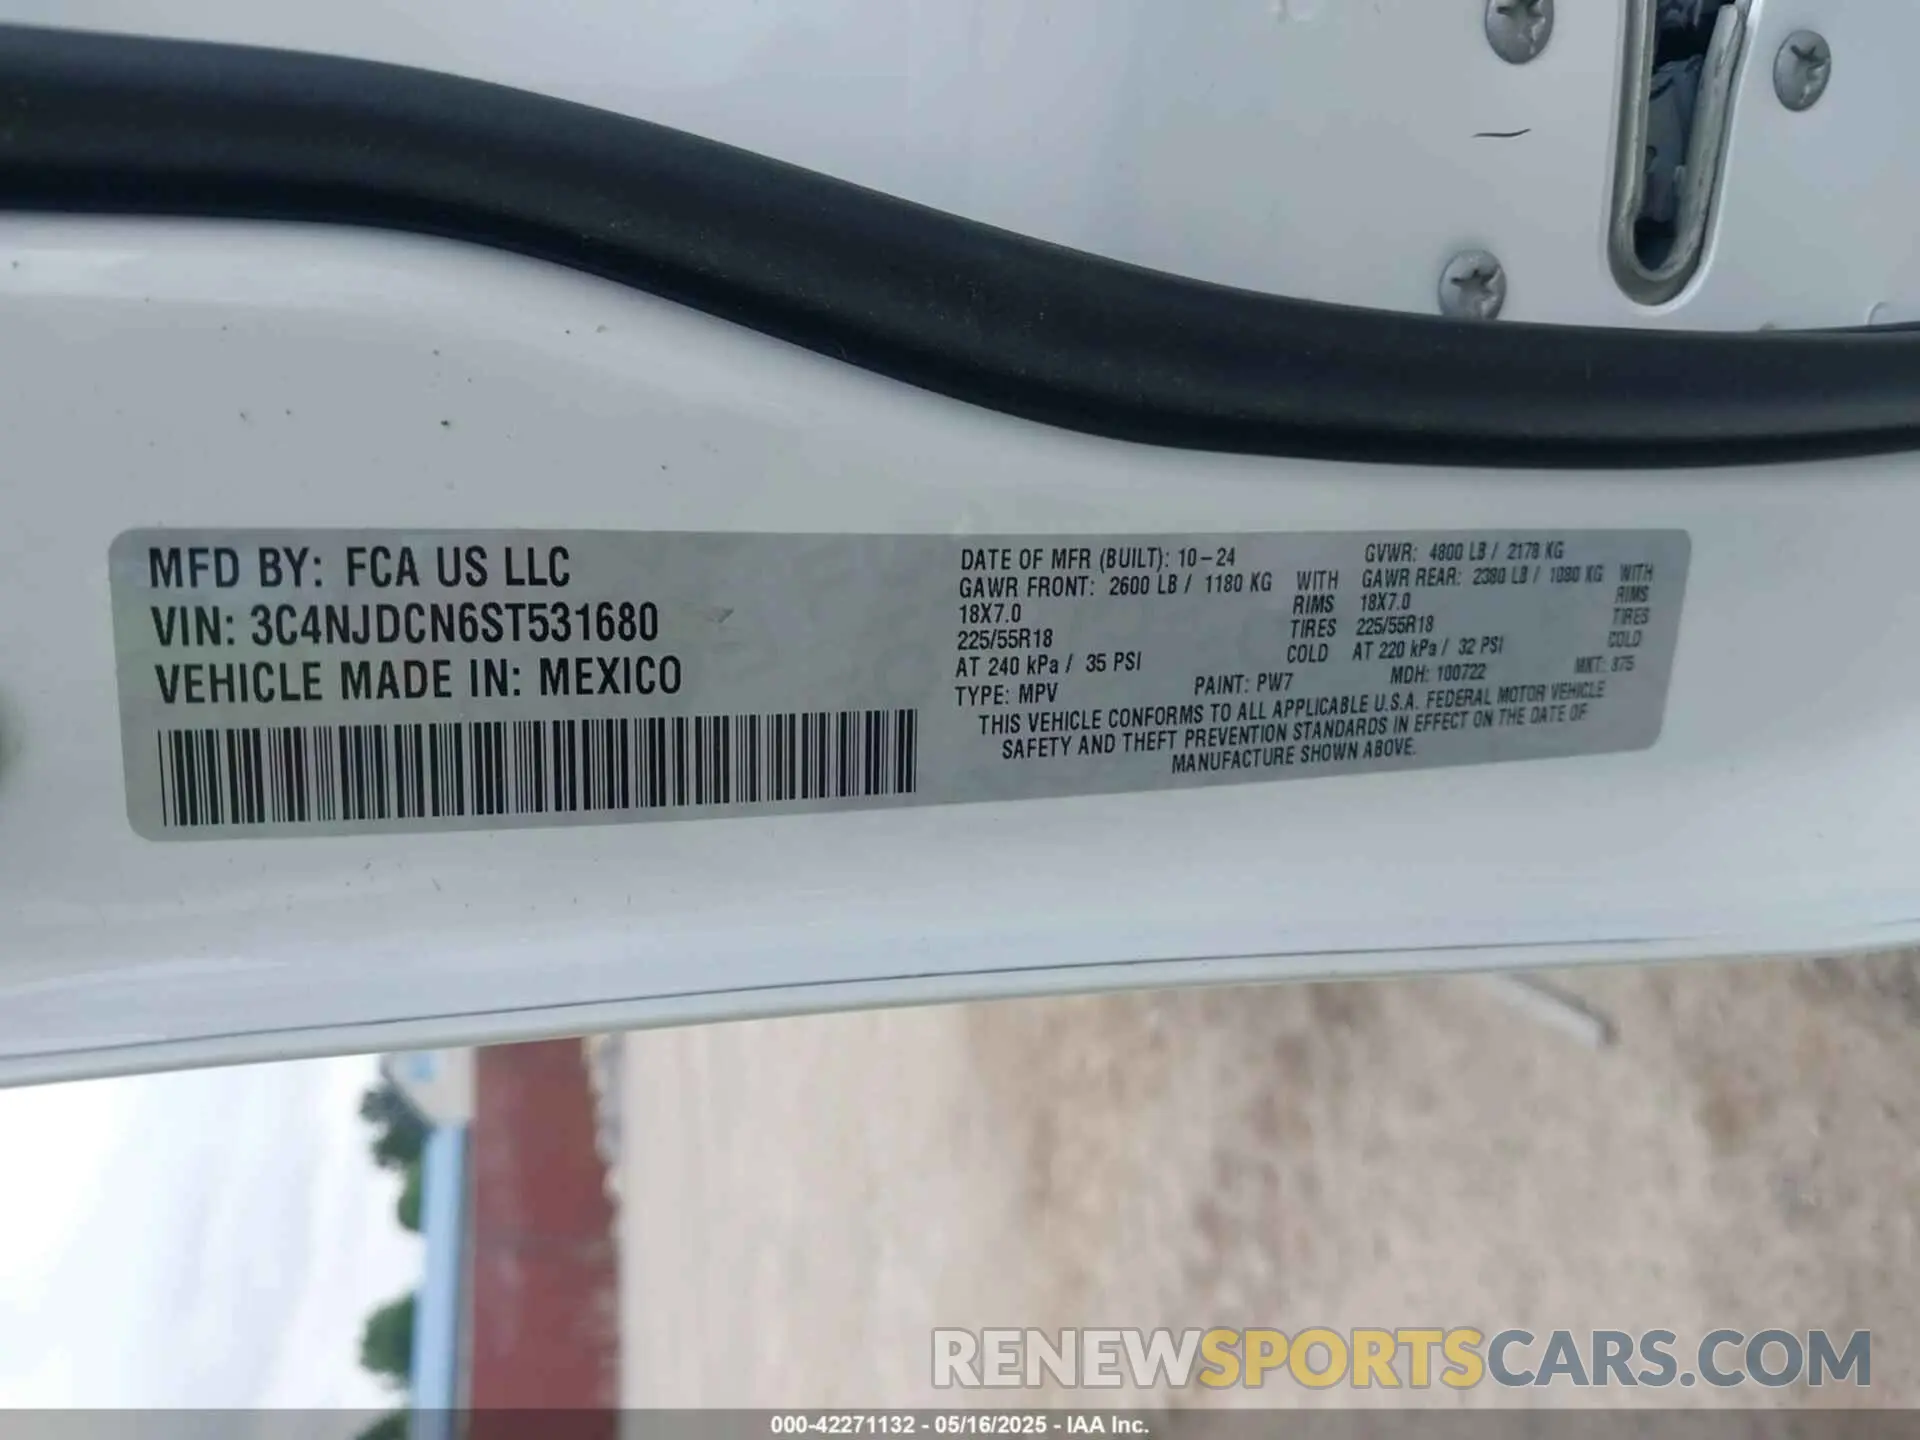 MFD BY: FCA US LLC
VIN: 3C4NJDCN6ST531680
VEHICLE MADE IN: MEXICO
DATE OF MFR (BUILT): 10-24 GVWR: 4800 LB / 2178 KG
GAWR FRONT: 2600 LB / 1180 KG WITH GAWR REAR: 2380 LB / 1080 KG WITH
18X7.0 RIMS 18X7.0 RIMS
225/55R18 TIRES 225/55R18 TIRES
AT 240 kPa / 35 PSI COLD AT 220 kPa / 32 PSI COLD
TYPE: MPV PAINT: PW7 MDH: 100722 MKT: 875
THIS VEHICLE CONFORMS TO ALL APPLICABLE U.S.A. FEDERAL MOTOR VEHICLE
SAFETY AND THEFT PREVENTION STANDARDS IN EFFECT ON THE DATE OF
MANUFACTURE SHOWN ABOVE.
RENEWSPORTSCARS.COM
000-42271132 - 05/16/2025 - IAA Inc.